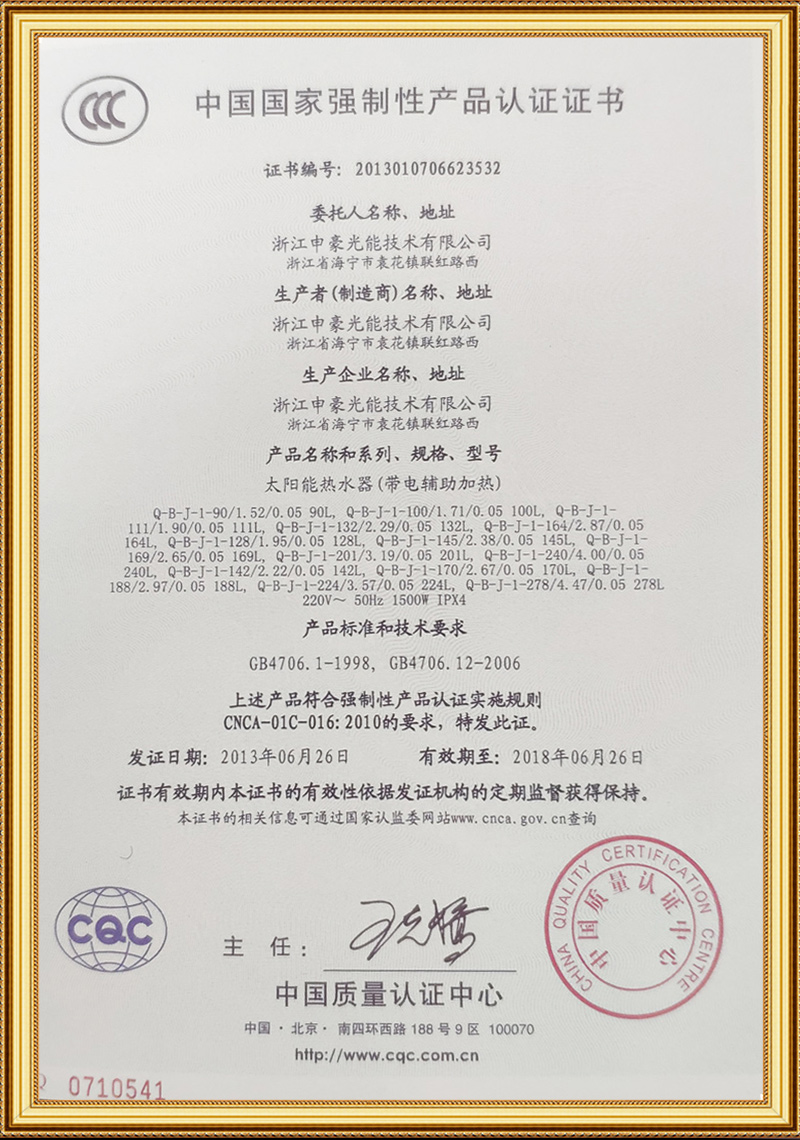 中国国家强制性产品认证证书
证书编号：2013010706623532
委托人名称、地址
浙江申豪光能技术有限公司
浙江省海宁市袁花镇联红路西
生产者(制造商)名称、地址
浙江申豪光能技术有限公司
浙江省海宁市袁花镇联红路西
生产企业名称、地址
浙江申豪光能技术有限公司
浙江省海宁市袁花镇联红路西
产品名称和系列、规格、型号
太阳能热水器(带电辅助加热)
Q-B-J-1-90/1.52/0.05 90L, Q-B-J-1-100/1.71/0.05 100L, Q-B-J-1-
111/1.90/0.05 111L, Q-B-J-1-132/2.29/0.05 132L, Q-B-J-1-164/2.87/0.05
164L, Q-B-J-1-128/1.95/0.05 128L, Q-B-J-1-145/2.38/0.05 145L, Q-B-J-1-
169/2.65/0.05 169L, Q-B-J-1-201/3.19/0.05 201L, Q-B-J-1-240/4.00/0.05
240L, Q-B-J-1-142/2.22/0.05 142L, Q-B-J-1-170/2.67/0.05 170L, Q-B-J-1-
188/2.97/0.05 188L, Q-B-J-1-224/3.57/0.05 224L, Q-B-J-1-278/4.47/0.05 278L
220V～ 50Hz 1500W IPX4
产品标准和技术要求
GB4706.1-1998, GB4706.12-2006
上述产品符合强制性产品认证实施规则
CNCA-01C-016:2010的要求，特发此证。
发证日期：2013年06月26日 有效期至：2018年06月26日
证书有效期内本证书的有效性依据发证机构的定期监督获得保持。
本证书的相关信息可通过国家认监委网站www.cnca.gov.cn查询
CHINA QUALITY CERTIFICATION CENTRE
中国质量认证中心
CQC
主 任：
中国质量认证中心
中国·北京·南四环西路188号9区 100070
http://www.cqc.com.cn
0710541